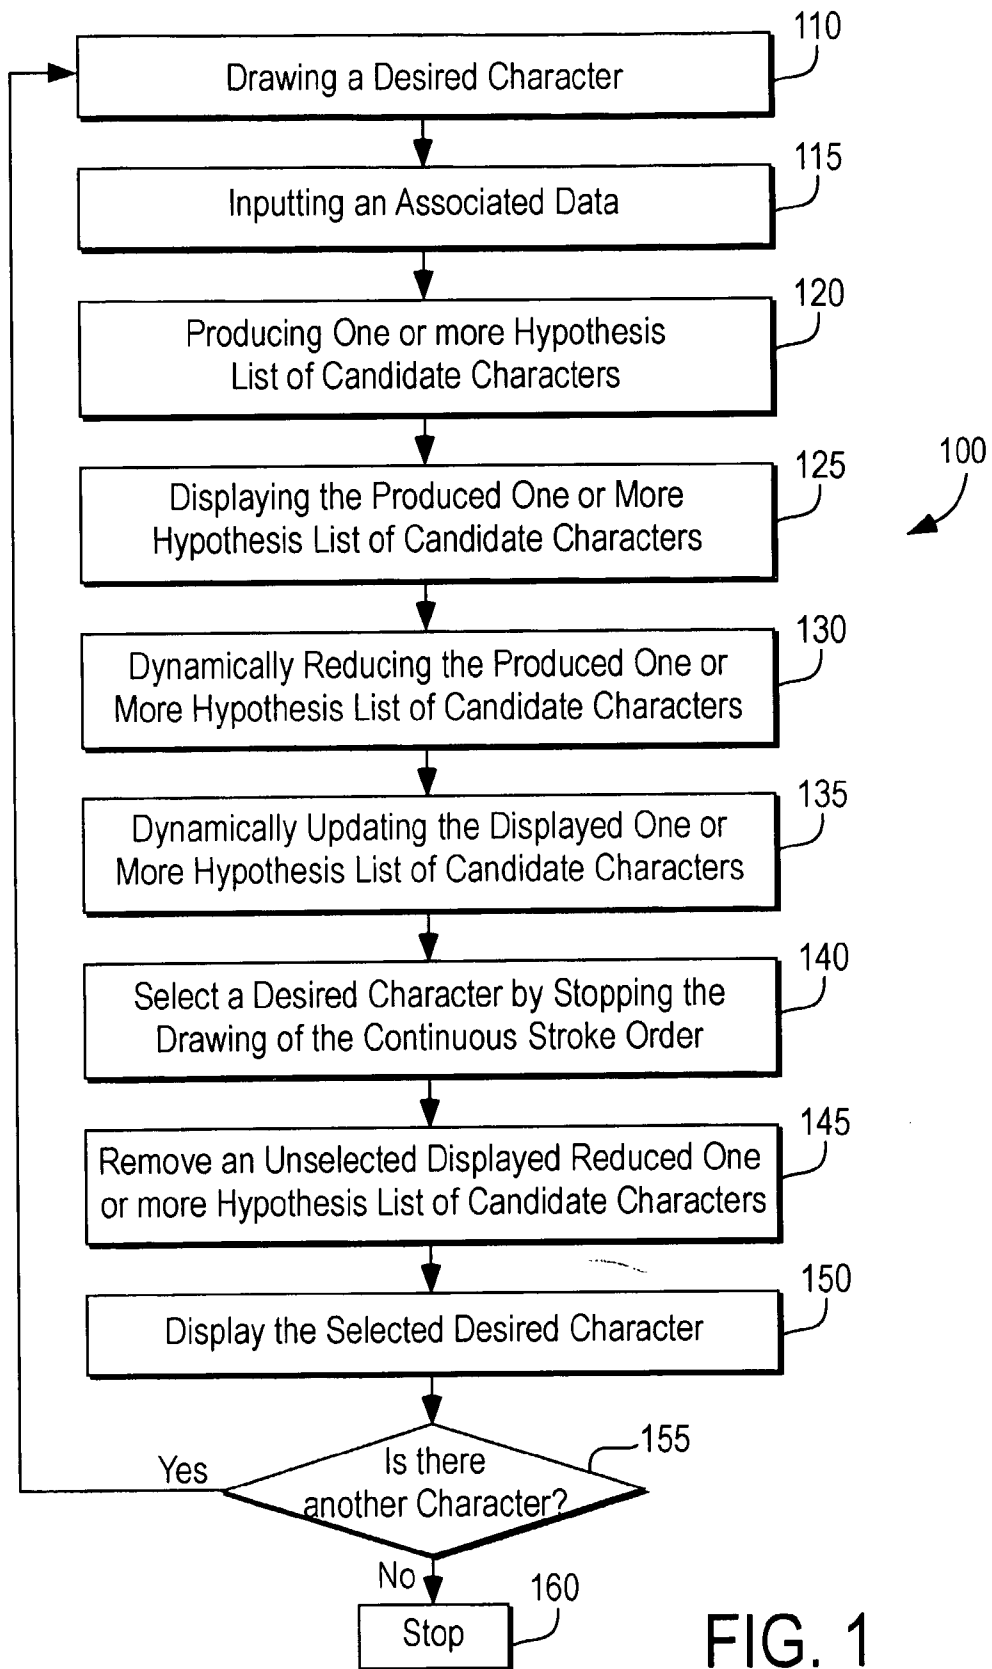 110
Drawing a Desired Character
115
Inputting an Associated Data
120
Producing One or more Hypothesis
List of Candidate Characters
125
Displaying the Produced One or More
Hypothesis List of Candidate Characters
100
130
Dynamically Reducing the Produced One or
More Hypothesis List of Candidate Characters
135
Dynamically Updating the Displayed One or
More Hypothesis List of Candidate Characters
140
Select a Desired Character by Stopping the
Drawing of the Continuous Stroke Order
145
Remove an Unselected Displayed Reduced One
or more Hypothesis List of Candidate Characters
150
Display the Selected Desired Character
155
Is there
another Character?
Yes
No
160
Stop
FIG. 1